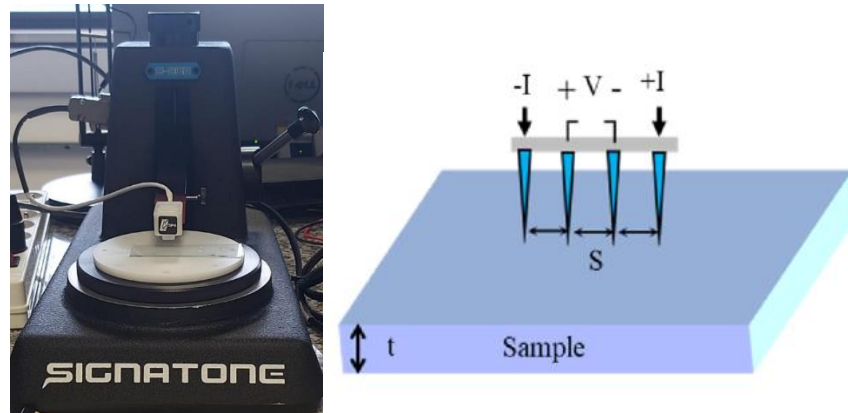 SIGNATONE
-I + V - +I
S
t
Sample